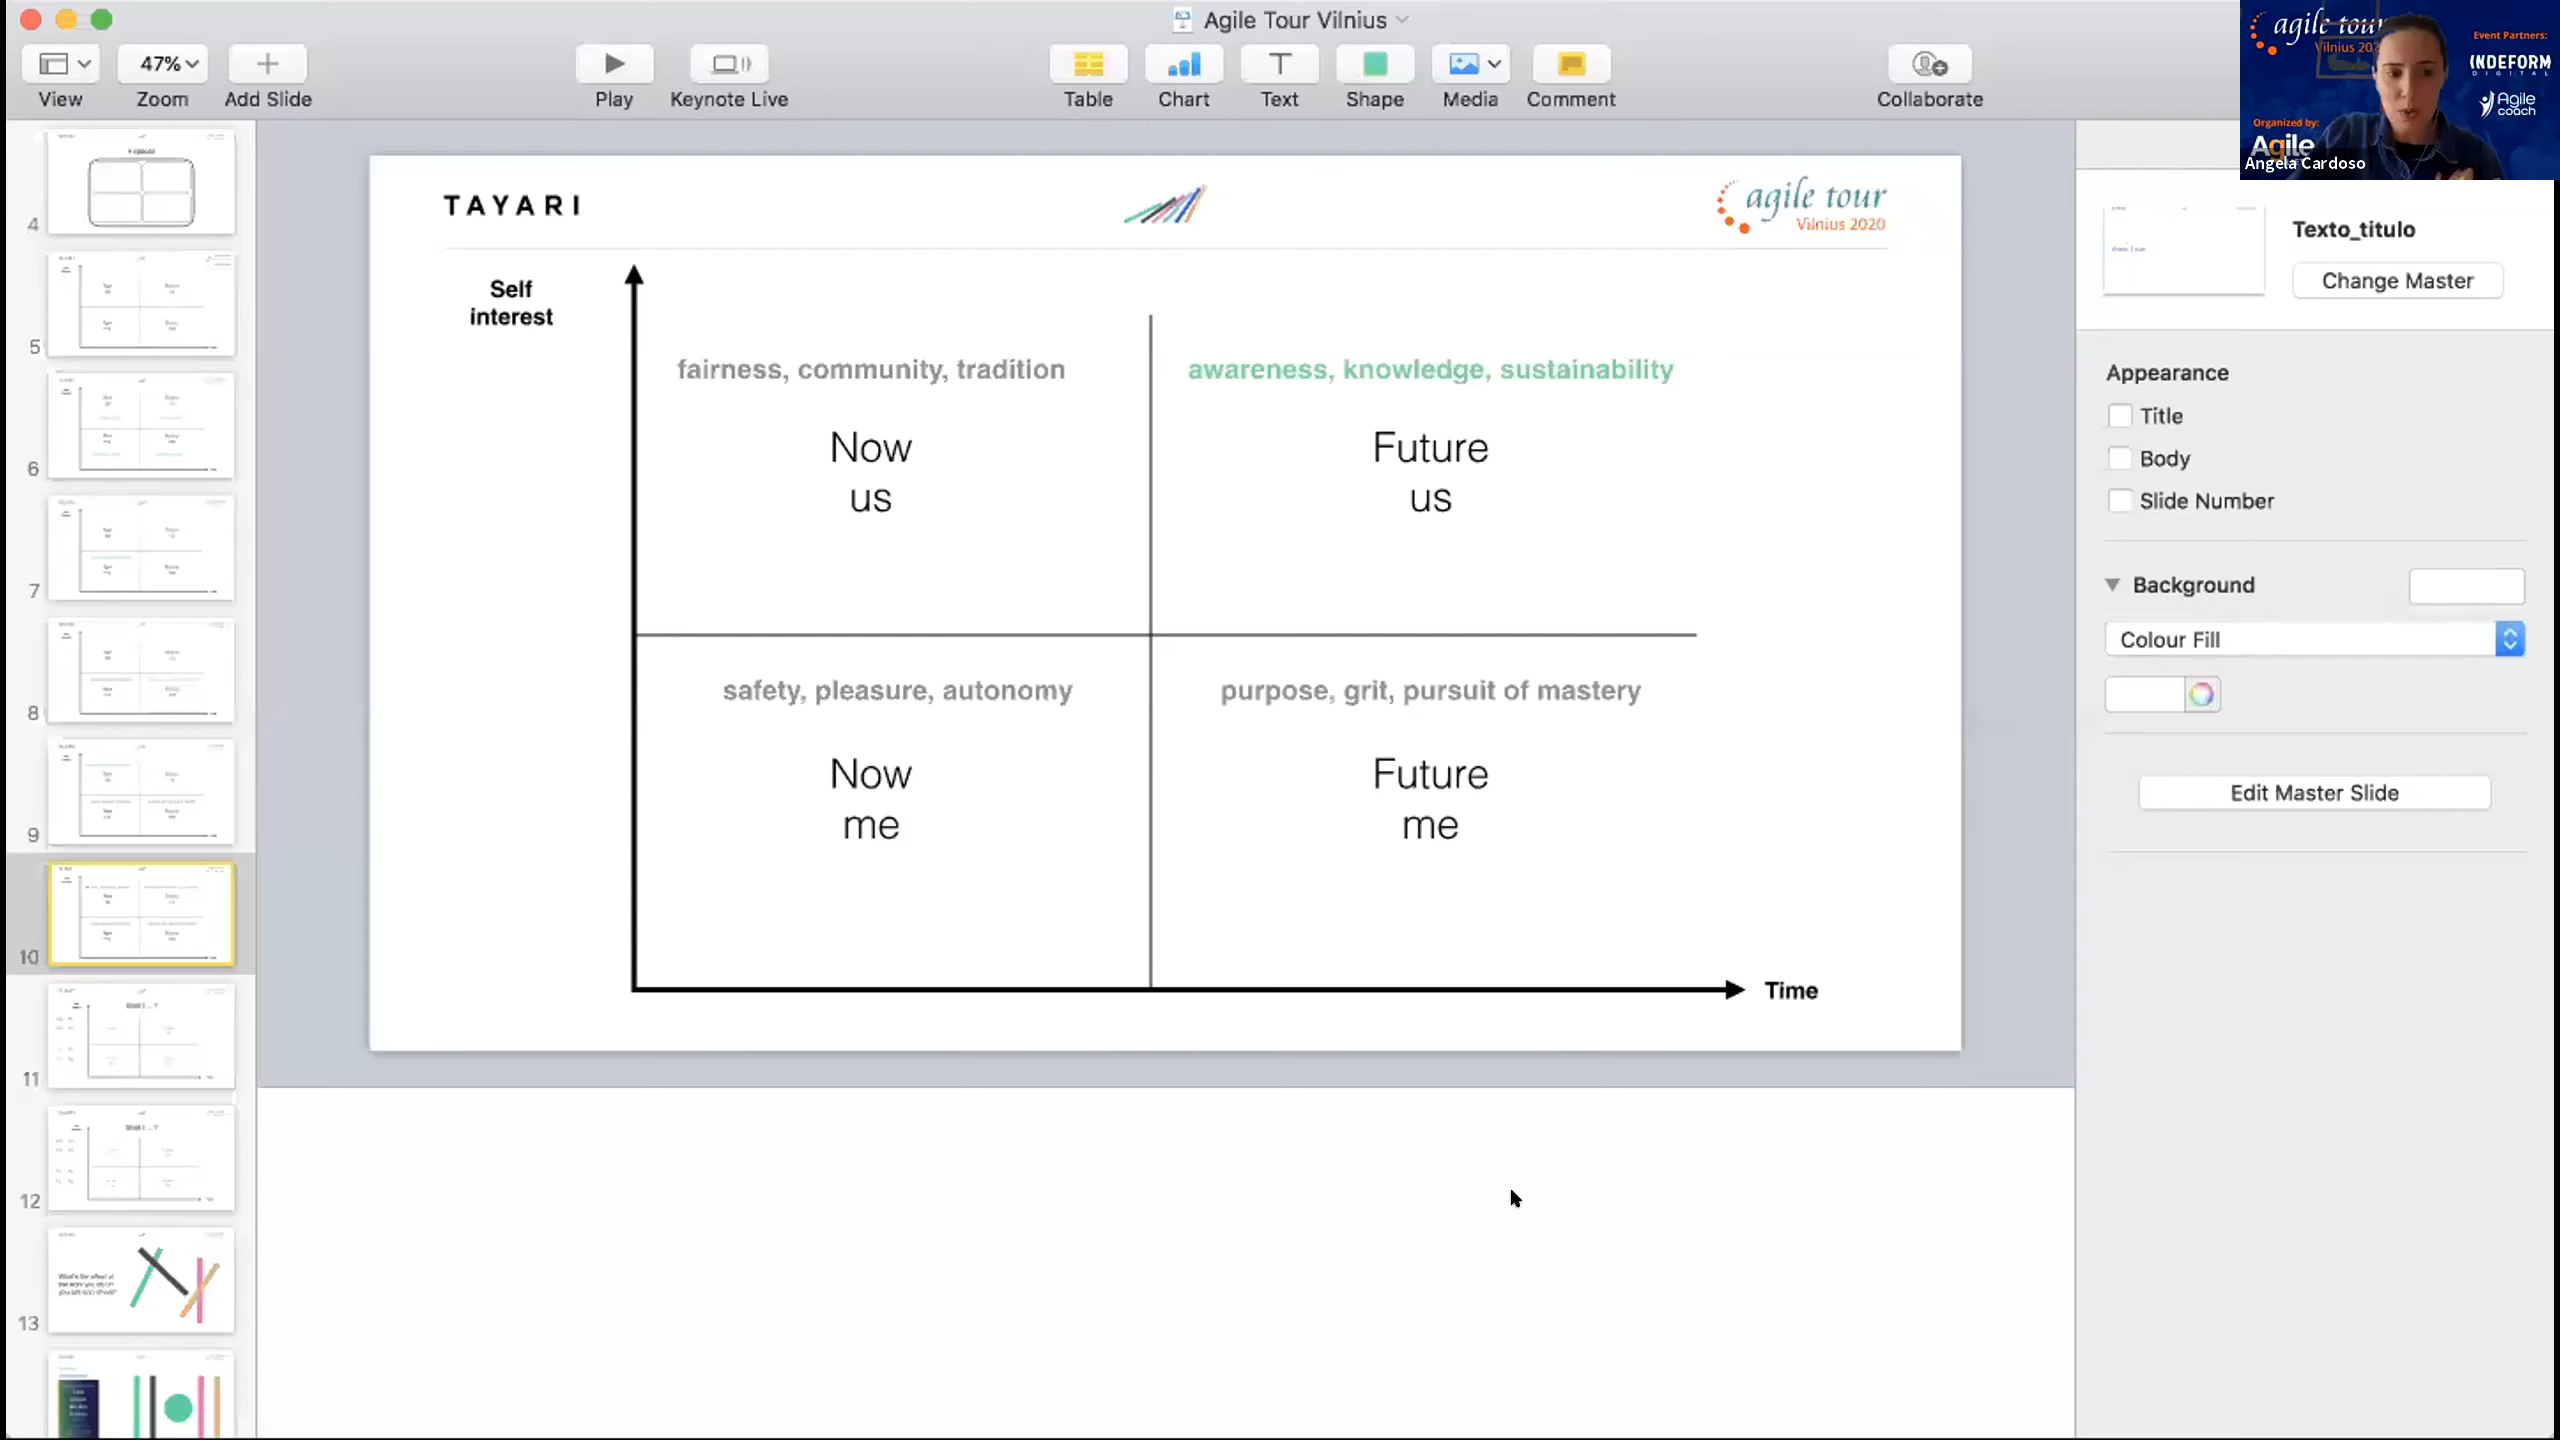 Agile Tour Vilnius
47%
View
Zoom
Add Slide
Play
Keynote Live
Table
Chart
Text
Shape
Media
Comment
Collaborate
agile tour
Vilnius 202
Event Partners:
INDEFORM
DIGITAL
Agile
coach
Organized by:
Agile
Angela Cardoso
4
5
6
7
8
9
10
11
12
13
TAYARI
agile tour
Vilnius 2020
Self
interest
fairness, community, tradition
awareness, knowledge, sustainability
Now
us
Future
us
safety, pleasure, autonomy
purpose, grit, pursuit of mastery
Now
me
Future
me
Time
Texto_titulo
Change Master
Appearance
Title
Body
Slide Number
Background
Colour Fill
Edit Master Slide